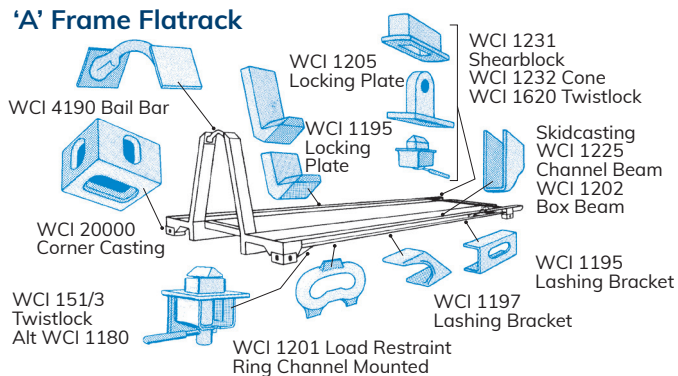 'A' Frame Flatrack
WCI 4190 Bail Bar
WCI 1205
Locking Plate
WCI 1231
Shearblock
WCI 1232 Cone
WCI 1620 Twistlock
WCI 1195
Locking
Plate
Skidcasting
WCI 1225
Channel Beam
WCI 1202
Box Beam
WCI 20000
Corner Casting
WCI 1195
Lashing Bracket
WCI 1197
Lashing Bracket
WCI 151/3
Twistlock
Alt WCI 1180
WCI 1201 Load Restraint
Ring Channel Mounted